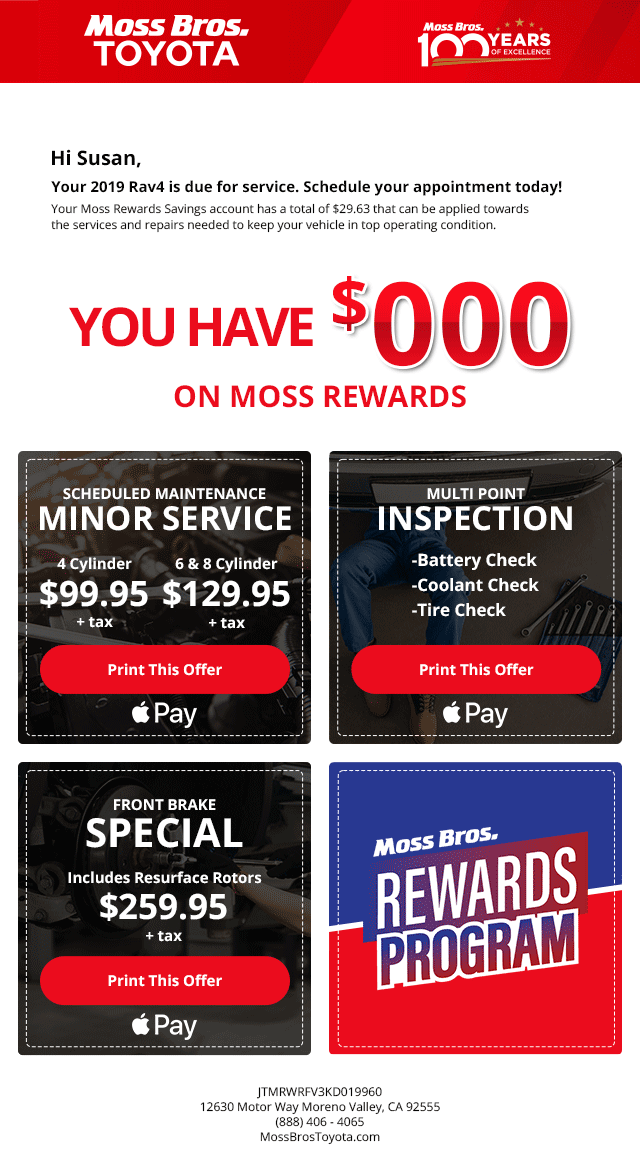 Moss Bros.
TOYOTA
Moss Bros.
100 YEARS
OF EXCELLENCE
Hi Susan,
Your 2019 Rav4 is due for service. Schedule your appointment today!
Your Moss Rewards Savings account has a total of $29.63 that can be applied towards
the services and repairs needed to keep your vehicle in top operating condition.
YOU HAVE $000
ON MOSS REWARDS
SCHEDULED MAINTENANCE
MINOR SERVICE
4 Cylinder 6 & 8 Cylinder
$99.95 $129.95
+ tax + tax
Print This Offer
Pay
MULTI POINT
INSPECTION
-Battery Check
-Coolant Check
-Tire Check
Print This Offer
Pay
FRONT BRAKE
SPECIAL
Includes Resurface Rotors
$259.95
+ tax
Print This Offer
Pay
Moss Bros.
REWARDS
PROGRAM
JTMRWRFV3KD019960
12630 Motor Way Moreno Valley, CA 92555
(888) 406 - 4065
MossBrosToyota.com